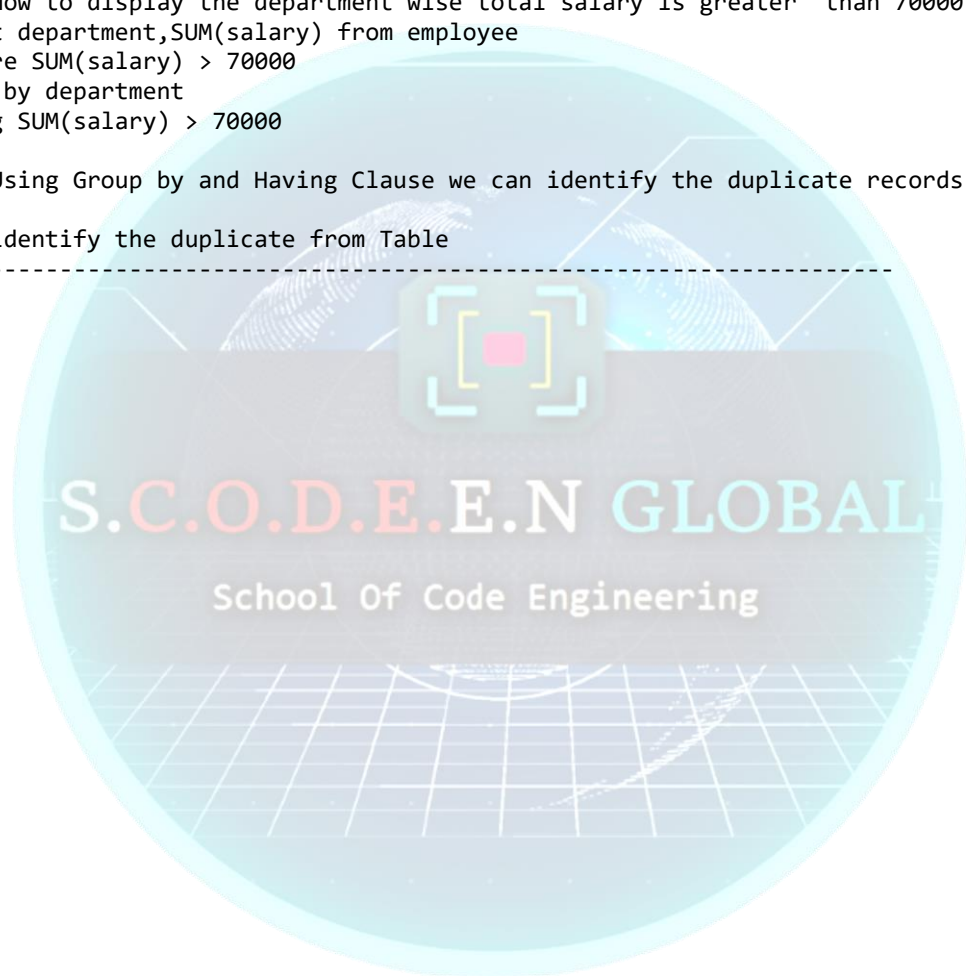 How to display the department wise total salary is greater  than 70000
t department,SUM(salary) from employee
re SUM(salary) > 70000
by department
g SUM(salary) > 70000
Using Group by and Having Clause we can identify the duplicate records
identify the duplicate from Table
------------------------------------------------------------------
S.C.O.D.E.E.N GLOBAL
School Of Code Engineering